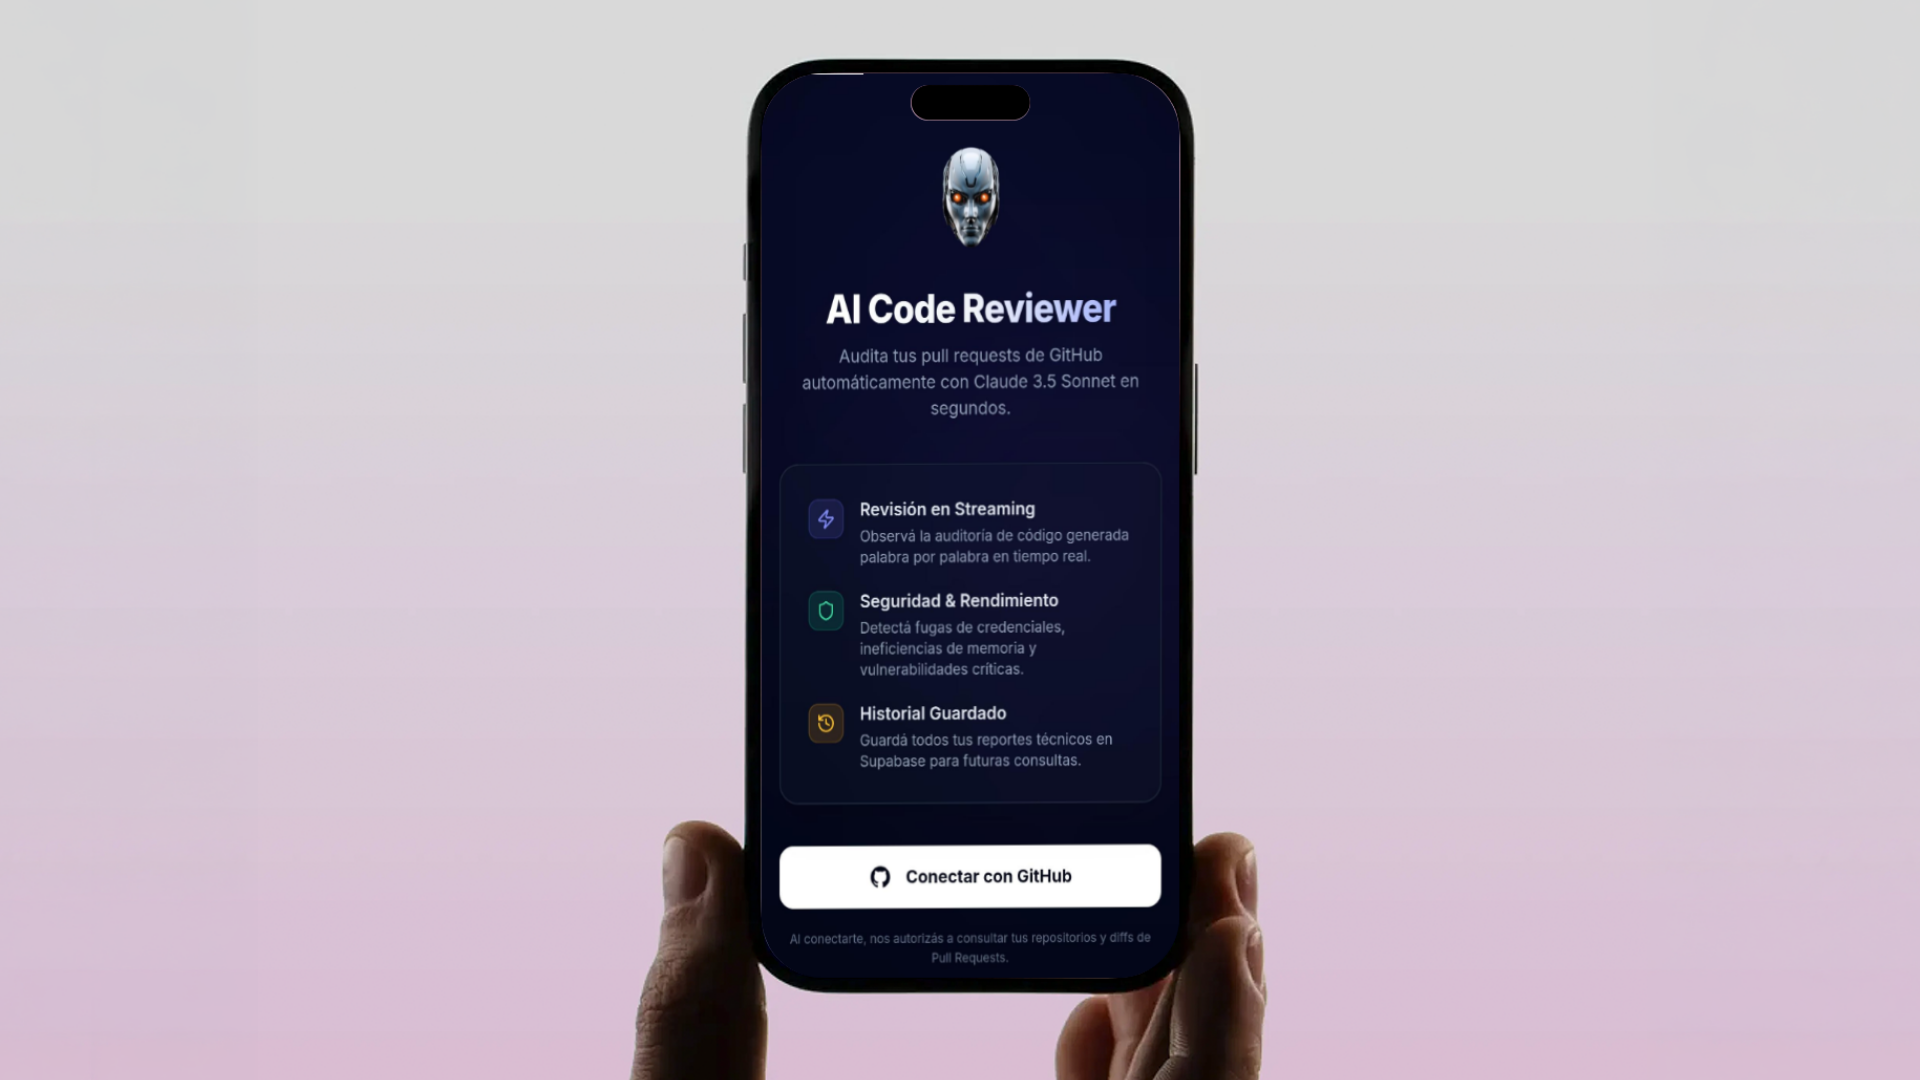 AI Code Reviewer
Audita tus pull requests de GitHub
automáticamente con Claude 3.5 Sonnet en
segundos.
Revisión en Streaming
Observá la auditoría de código generada
palabra por palabra en tiempo real.
Seguridad & Rendimiento
Detectá fugas de credenciales,
ineficiencias de memoria y
vulnerabilidades críticas.
Historial Guardado
Guardá todos tus reportes técnicos en
Supabase para futuras consultas.
Conectar con GitHub
Al conectarte, nos autorizás a consultar tus repositorios y diffs de
Pull Requests.